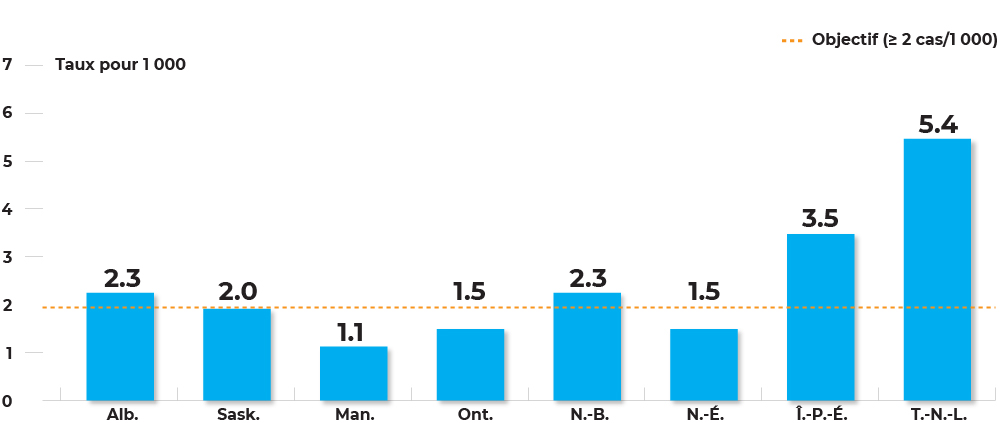 Objectif (≥ 2 cas/1 000)
7 Taux pour 1 000
6
5
4
3
2
1
0
2.3 2.0 1.1 1.5 2.3 1.5 3.5 5.4
Alb. Sask. Man. Ont. N.-B. N.-É. Î.-P.-É. T.-N.-L.